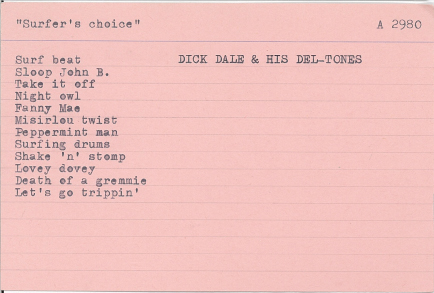 "Surfer's choice" A 2980
Surf beat DICK DALE & HIS DEL-TONES
Sloop John B.
Take it off
Night owl
Fanny Mae
Misirlou twist
Peppermint man
Surfing drums
Shake 'n' stomp
Lovey dovey
Death of a gremmie
Let's go trippin'